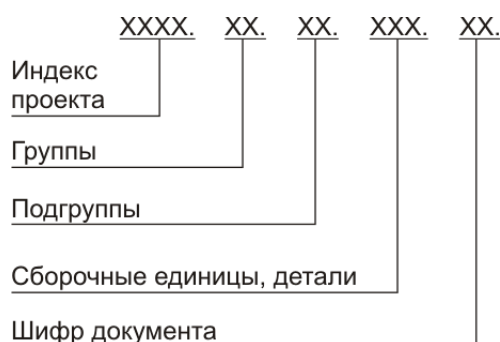 XXXX. XX. XX. XXX. XX.
Индекс
проекта
Группы
Подгруппы
Сборочные единицы, детали
Шифр документа